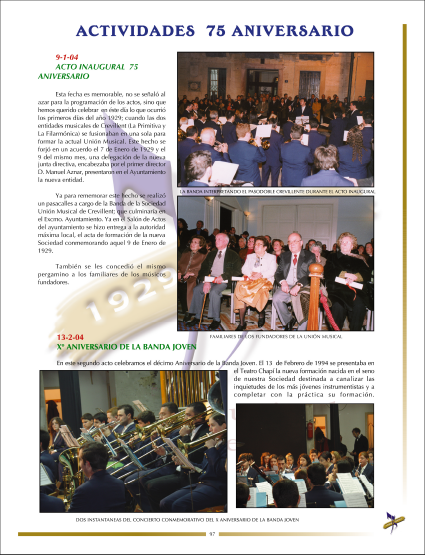 ACTIVIDADES 75 ANIVERSARIO
9-1-04
ACTO INAUGURAL 75
ANIVERSARIO
Esta fecha es memorable, no se señaló al
azar para la programación de los actos, sino que
hemos querido celebrar en éste día lo que ocurrió
los primeros días del año 1929; cuando las dos
entidades musicales de Crevillent (La Primitiva y
La Filarmónica) se fusionaban en una sola para
formar la actual Unión Musical. Este hecho se
forjó en un acuerdo el 7 de Enero de 1929 y el
9 del mismo mes, una delegación de la nueva
junta directiva, encabezada por el primer director
D. Manuel Aznar, presentaron en el Ayuntamiento
la nueva entidad.
Ya para rememorar este hecho se realizó
un pasacalles a cargo de la Banda de la Sociedad
Unión Musical de Crevillent; que culminaría en
el Excmo. Ayuntamiento. Ya en el Salón de Actos
del ayuntamiento se hizo entrega a la autoridad
máxima local, el acta de formación de la nueva
Sociedad conmemorando aquel 9 de Enero de
1929.
También se les concedió el mismo
pergamino a los familiares de los músicos
fundadores.
LA BANDA INTERPRETANDO EL PASODOBLE CREVILLENTE DURANTE EL ACTO INAUGURAL
FAMILIARES DE LOS FUNDADORES DE LA UNIÓN MUSICAL
1929
13-2-04
Xº ANIVERSARIO DE LA BANDA JOVEN
En este segundo acto celebramos el décimo Aniversario de la Banda Joven. El 13 de Febrero de 1994 se presentaba en
el Teatro Chapí la nueva formación nacida en el seno
de nuestra Sociedad destinada a canalizar las
inquietudes de los más jóvenes instrumentistas y a
completar con la práctica su formación.
DOS INSTANTANEAS DEL CONCIERTO CONMEMORATIVO DEL X ANIVERSARIO DE LA BANDA JOVEN
97